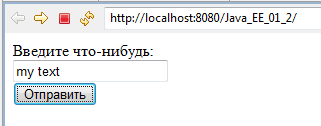 http://localhost:8080/Java_EE_01_2/
Введите что-нибудь:
my text
Отправить